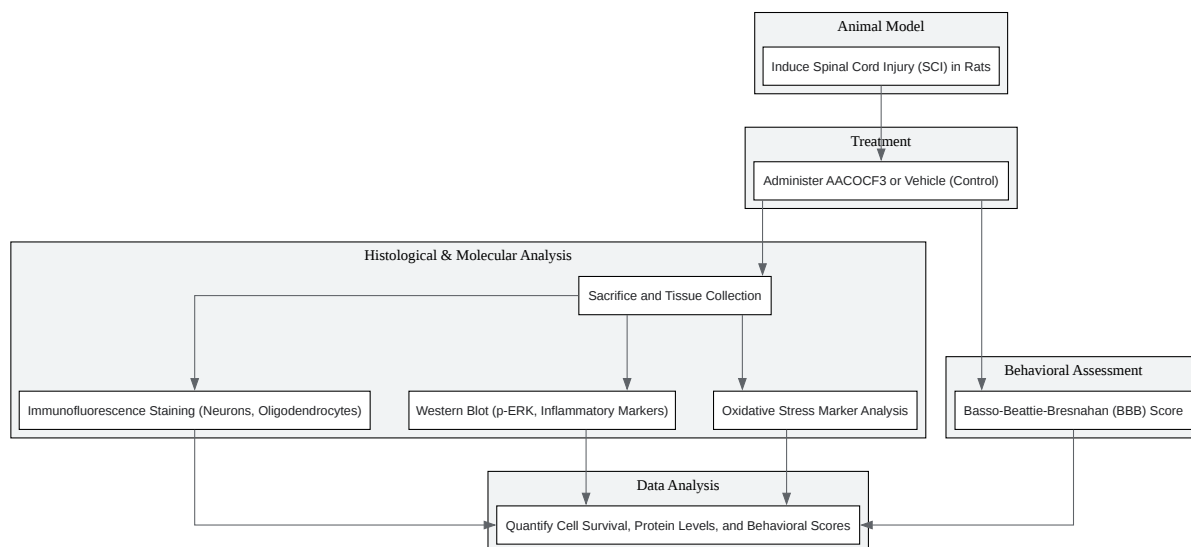 Animal Model
Induce Spinal Cord Injury (SCI) in Rats
Treatment
Administer AACOCF3 or Vehicle (Control)
Histological & Molecular Analysis
Sacrifice and Tissue Collection
Behavioral Assessment
Immunofluorescence Staining (Neurons, Oligodendrocytes)
Western Blot (p-ERK, Inflammatory Markers)
Oxidative Stress Marker Analysis
Basso-Beattie-Bresnahan (BBB) Score
Data Analysis
Quantify Cell Survival, Protein Levels, and Behavioral Scores